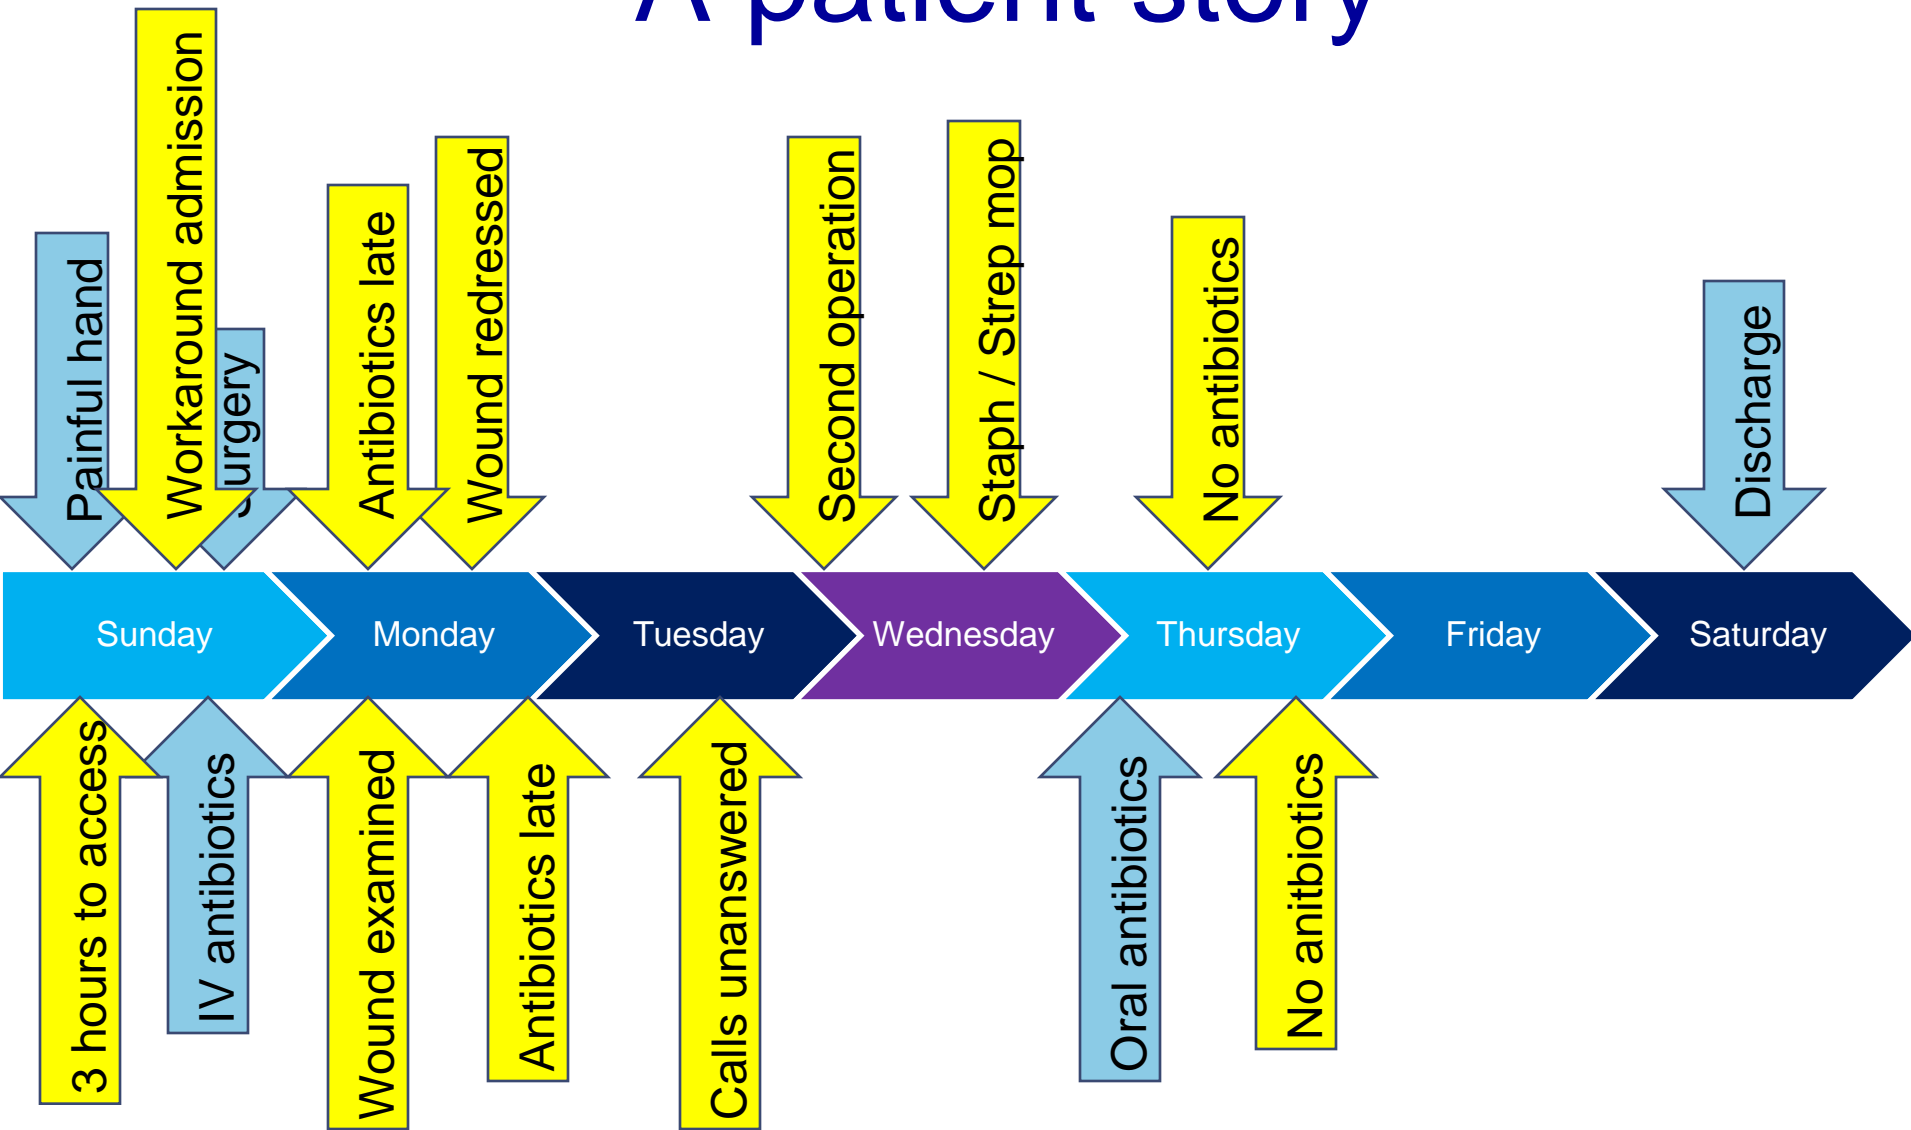 A patient story
Painful hand
Workaround admission
surgery
Antibiotics late
Wound redressed
Second operation
Staph / Strep mop
No antibiotics
Discharge
Sunday
Monday
Tuesday
Wednesday
Thursday
Friday
Saturday
3 hours to access
IV antibiotics
Wound examined
Antibiotics late
Calls unanswered
Oral antibiotics
No anitbiotics